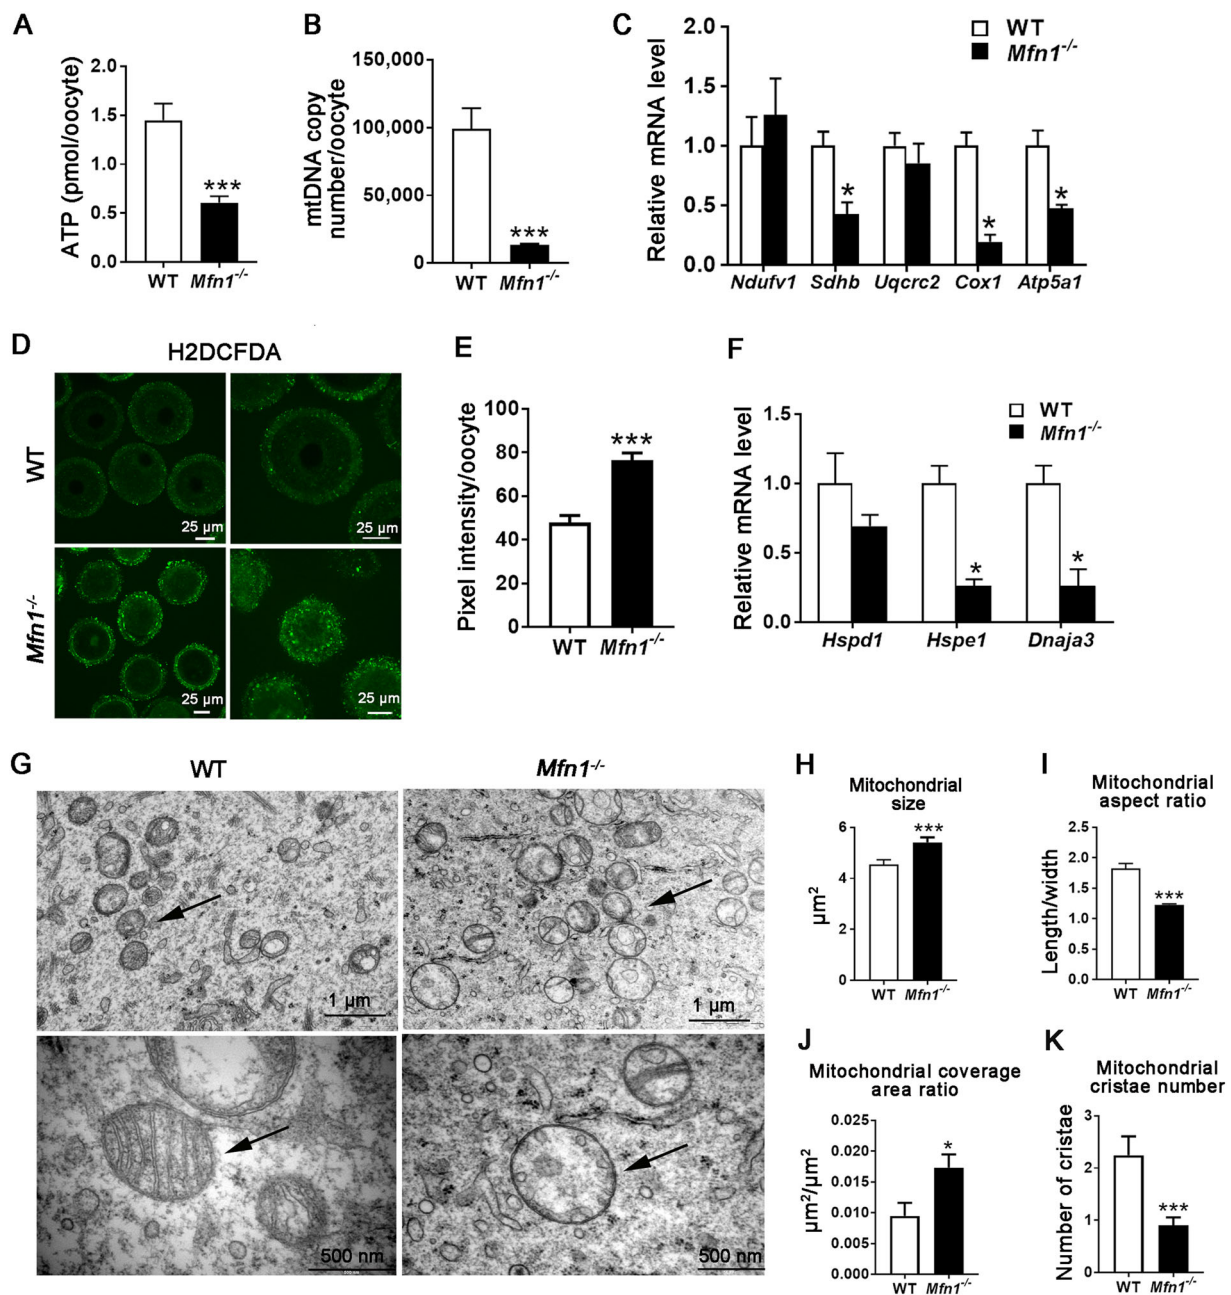 A
ATP (pmol/oocyte)
2.0
1.5
1.0
0.5
0.0
***
WT Mfn1-/-
B
mtDNA copy
number/oocyte
150,000
100,000
50,000
0
***
WT Mfn1-/-
C
Relative mRNA level
2.0
1.5
1.0
0.5
0.0
WT
Mfn1-/-
* * *
Ndufv1 Sdhb Uqcrc2 Cox1 Atp5a1
D
H2DCFDA
WT
25 µm 25 µm
Mfn1-/-
25 µm 25 µm
E
Pixel intensity/oocyte
100
80
60
40
20
0
***
WT Mfn1-/-
F
Relative mRNA level
1.5
1.0
0.5
0.0
WT
Mfn1-/-
* *
Hspd1 Hspe1 Dnaja3
G
WT Mfn1-/-
1 µm 1 µm
500 nm 500 nm
H
Mitochondrial
size
µm2
6
4
2
0
***
WT Mfn1-/-
I
Mitochondrial
aspect ratio
Length/width
2.5
2.0
1.5
1.0
0.5
0.0
***
WT Mfn1-/-
J
Mitochondrial coverage
area ratio
µm2/µm2
0.025
0.020
0.015
0.010
0.005
0.000
*
WT Mfn1-/-
K
Mitochondrial
cristae number
Number of cristae
3
2
1
0
***
WT Mfn1-/-